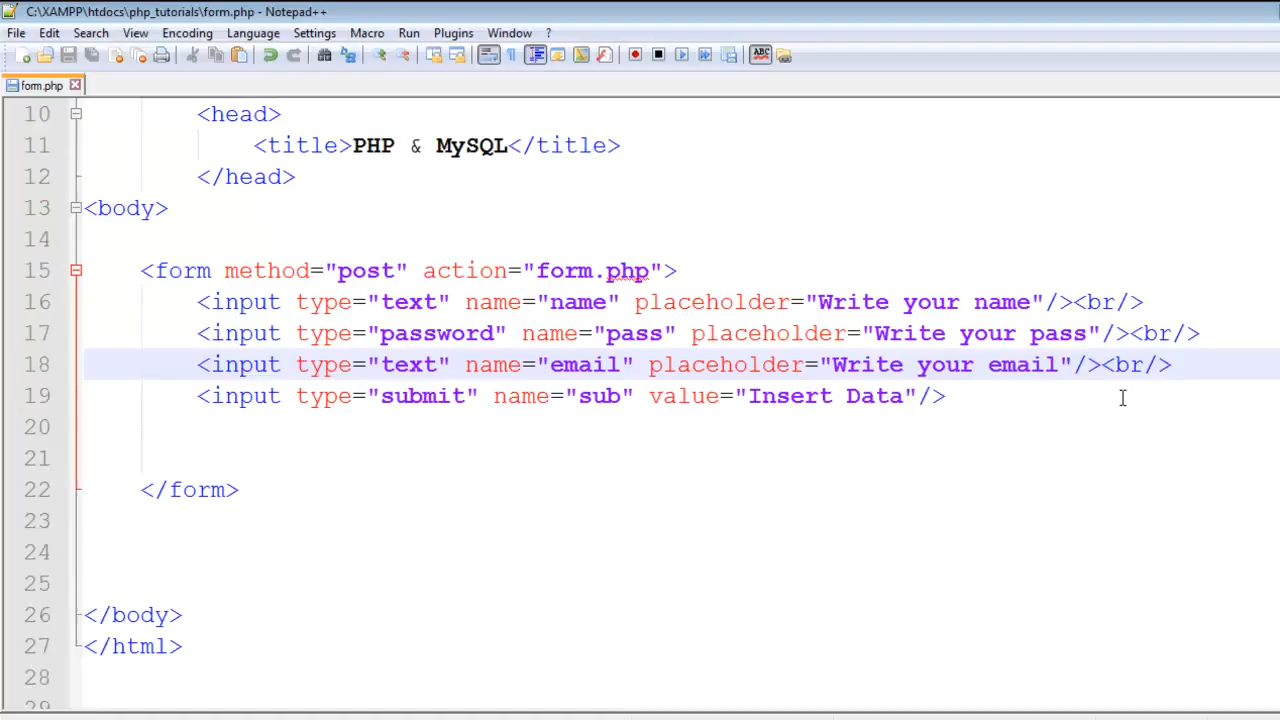 C:\XAMPP\htdocs\php_tutorials\form.php - Notepad++
File Edit Search View Encoding Language Settings Macro Run Plugins Window ?
ABC
form.php
10 <head>
11 <title>PHP & MySQL</title>
12 </head>
13 <body>
14
15 <form method="post" action="form.php">
16 <input type="text" name="name" placeholder="Write your name"/><br/>
17 <input type="password" name="pass" placeholder="Write your pass"/><br/>
18 <input type="text" name="email" placeholder="Write your email"/><br/>
19 <input type="submit" name="sub" value="Insert Data"/>
20
21
22 </form>
23
24
25
26 </body>
27 </html>
28
29